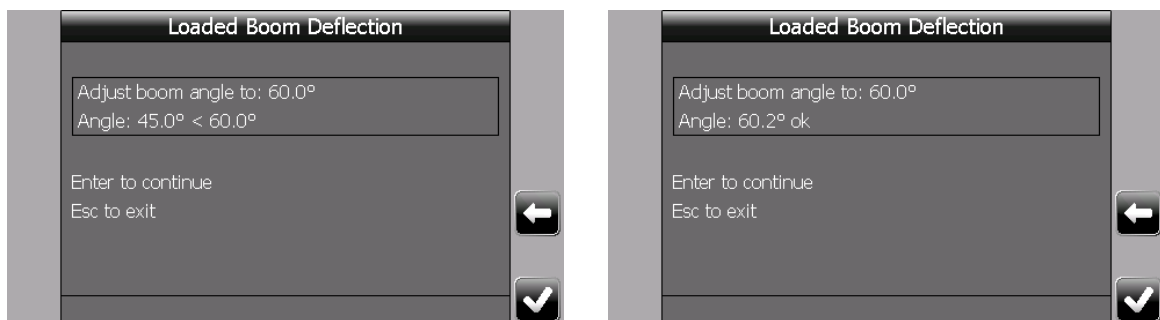 Loaded Boom Deflection
Adjust boom angle to: 60.0°
Angle: 45.0° < 60.0°
Enter to continue
Esc to exit
Loaded Boom Deflection
Adjust boom angle to: 60.0°
Angle: 60.2° ok
Enter to continue
Esc to exit